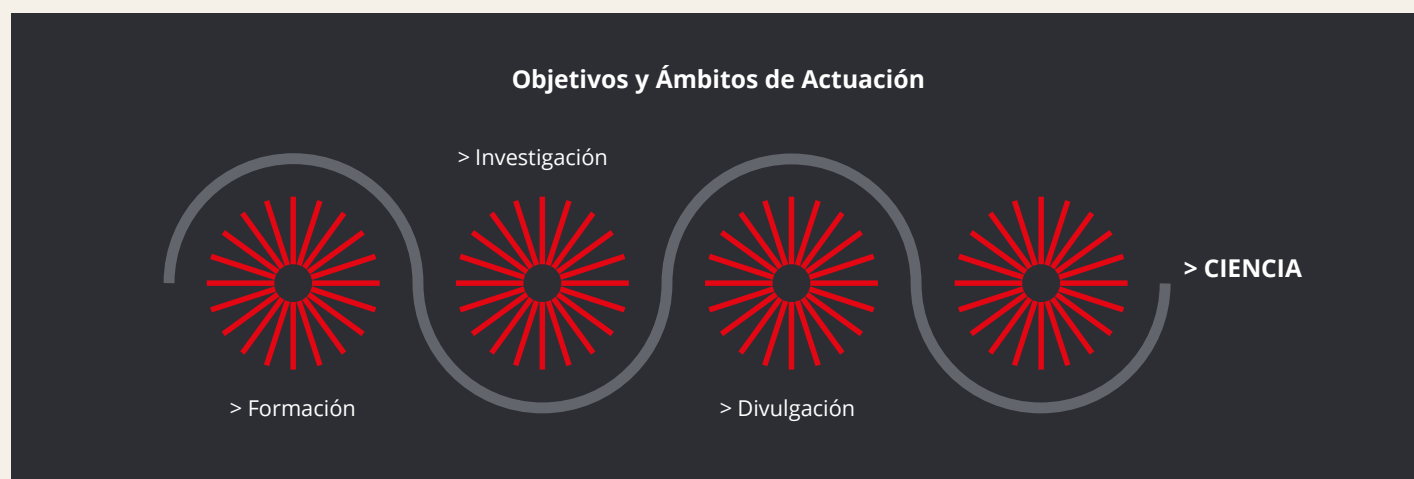 Objetivos y Ámbitos de Actuación
> Investigación
> CIENCIA
> Formación
> Divulgación